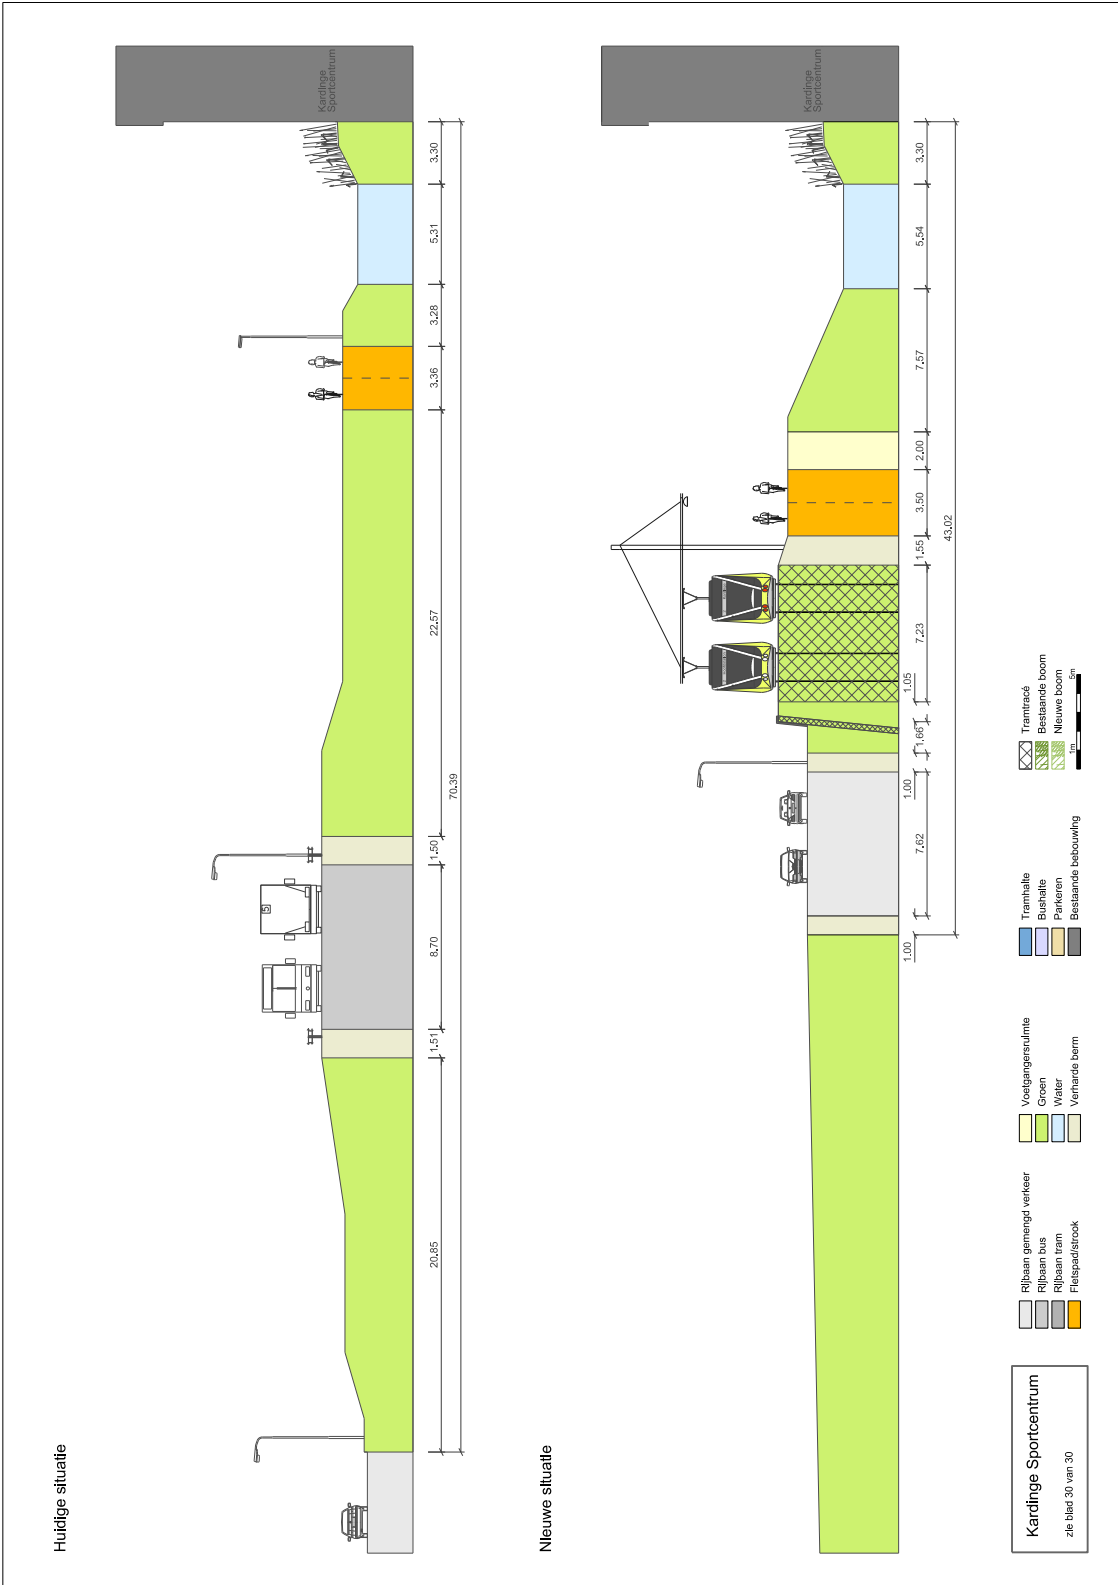 Huidige situatie
Kardinge
Sportcentrum
20.85
1.51
8.70
1.50
22.57
3.36
3.28
5.31
3.30
70.39
5
Nieuwe situatie
Kardinge
Sportcentrum
1.00
7.62
1.00
1.66
1.05
7.23
1.55
3.50
2.00
7.57
5.54
3.30
43.02
Kardinge Sportcentrum
zie blad 30 van 30
Rijbaan gemengd verkeer
Rijbaan bus
Rijbaan tram
Fietspad/strook
Voetgangersruimte
Groen
Water
Verharde berm
Tramhalte
Bushalte
Parkeren
Bestaande bebouwing
Tramtracé
Bestaande boom
Nieuwe boom
1m
5m